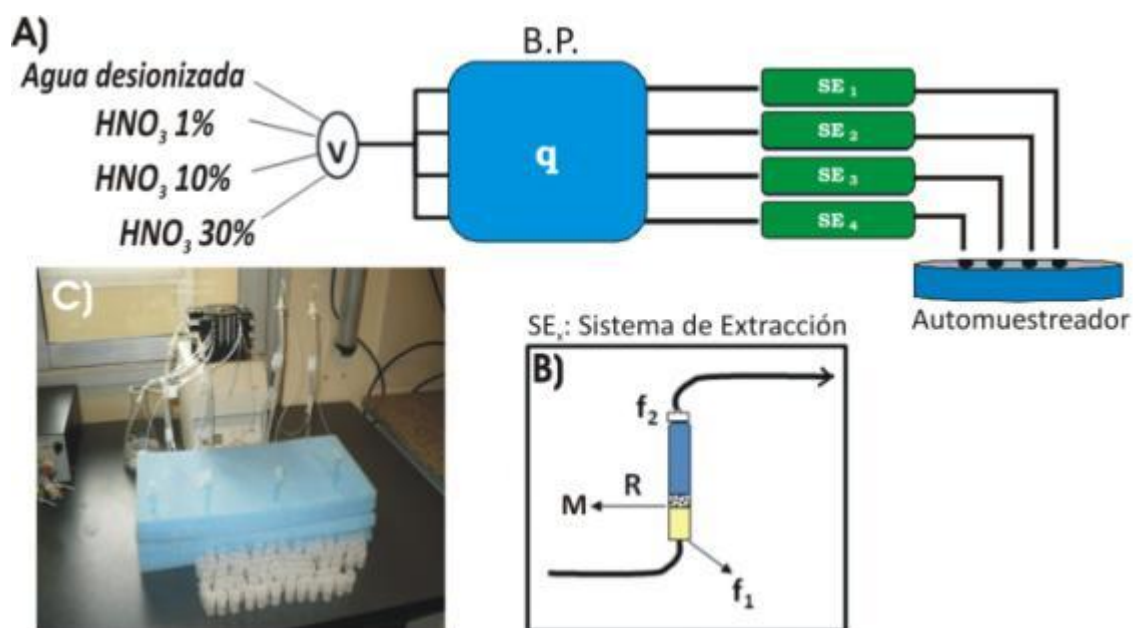 A)
B.P.
Agua desionizada
HNO₃ 1%
HNO₃ 10%
HNO₃ 30%
V
q
SE ₁
SE ₂
SE ₃
SE ₄
Automuestreador
C)
SEₓ: Sistema de Extracción
B)
f₂
R
M
f₁